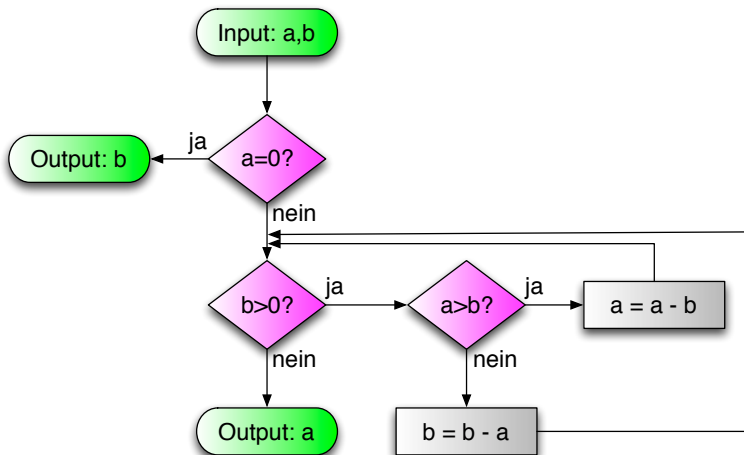 Input: a,b
ja
Output: b
a=0?
nein
b>0?
ja
a>b?
ja
a = a - b
nein
nein
Output: a
b = b - a